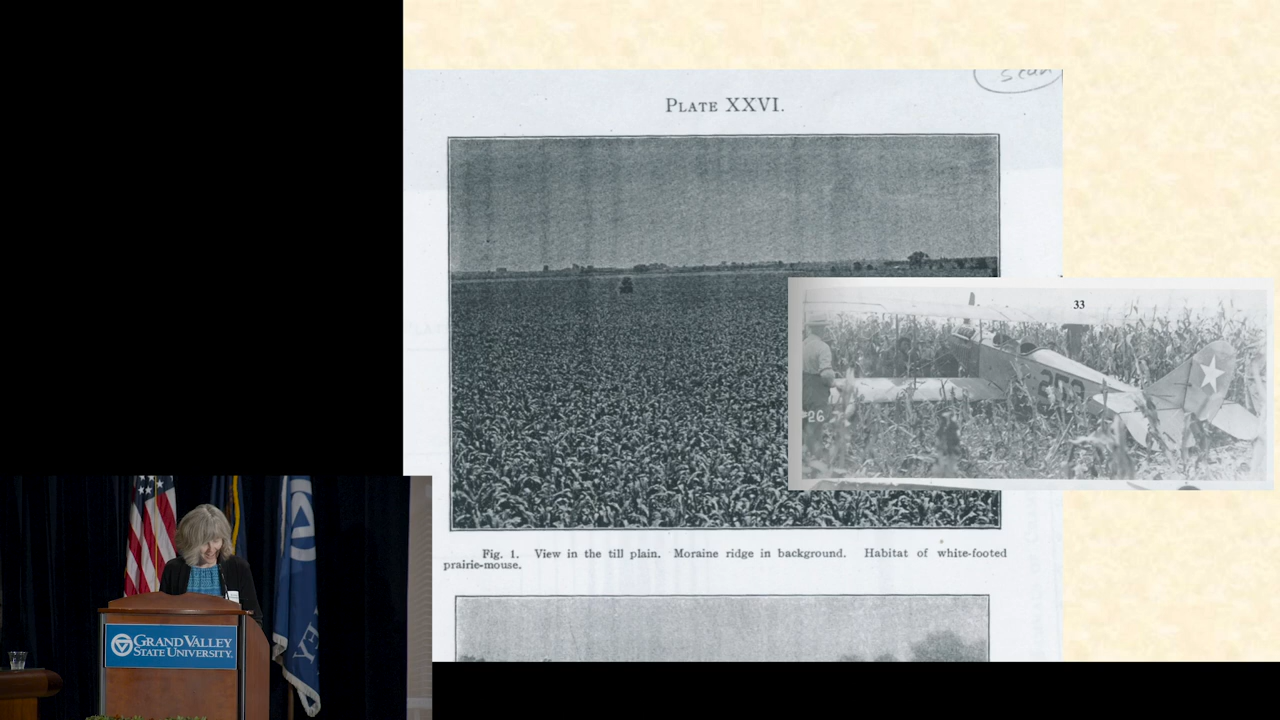 Scan
PLATE XXVI.
33
26
Fig. 1. View in the till plain. Moraine ridge in background. Habitat of white-footed
prairie-mouse.
GRAND VALLEY
STATE UNIVERSITY.